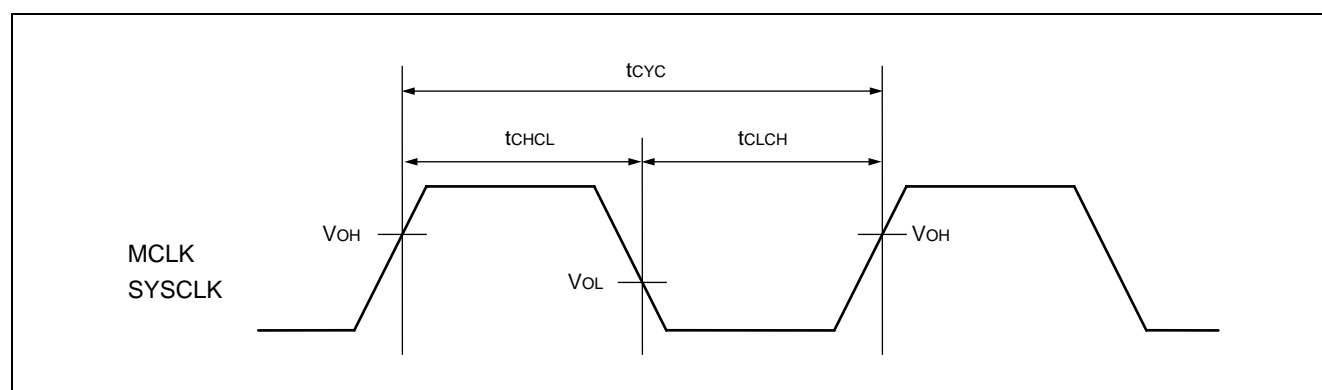 tCYC
tCHCL
tCLCH
VOH
VOH
MCLK
VOL
SYSCLK